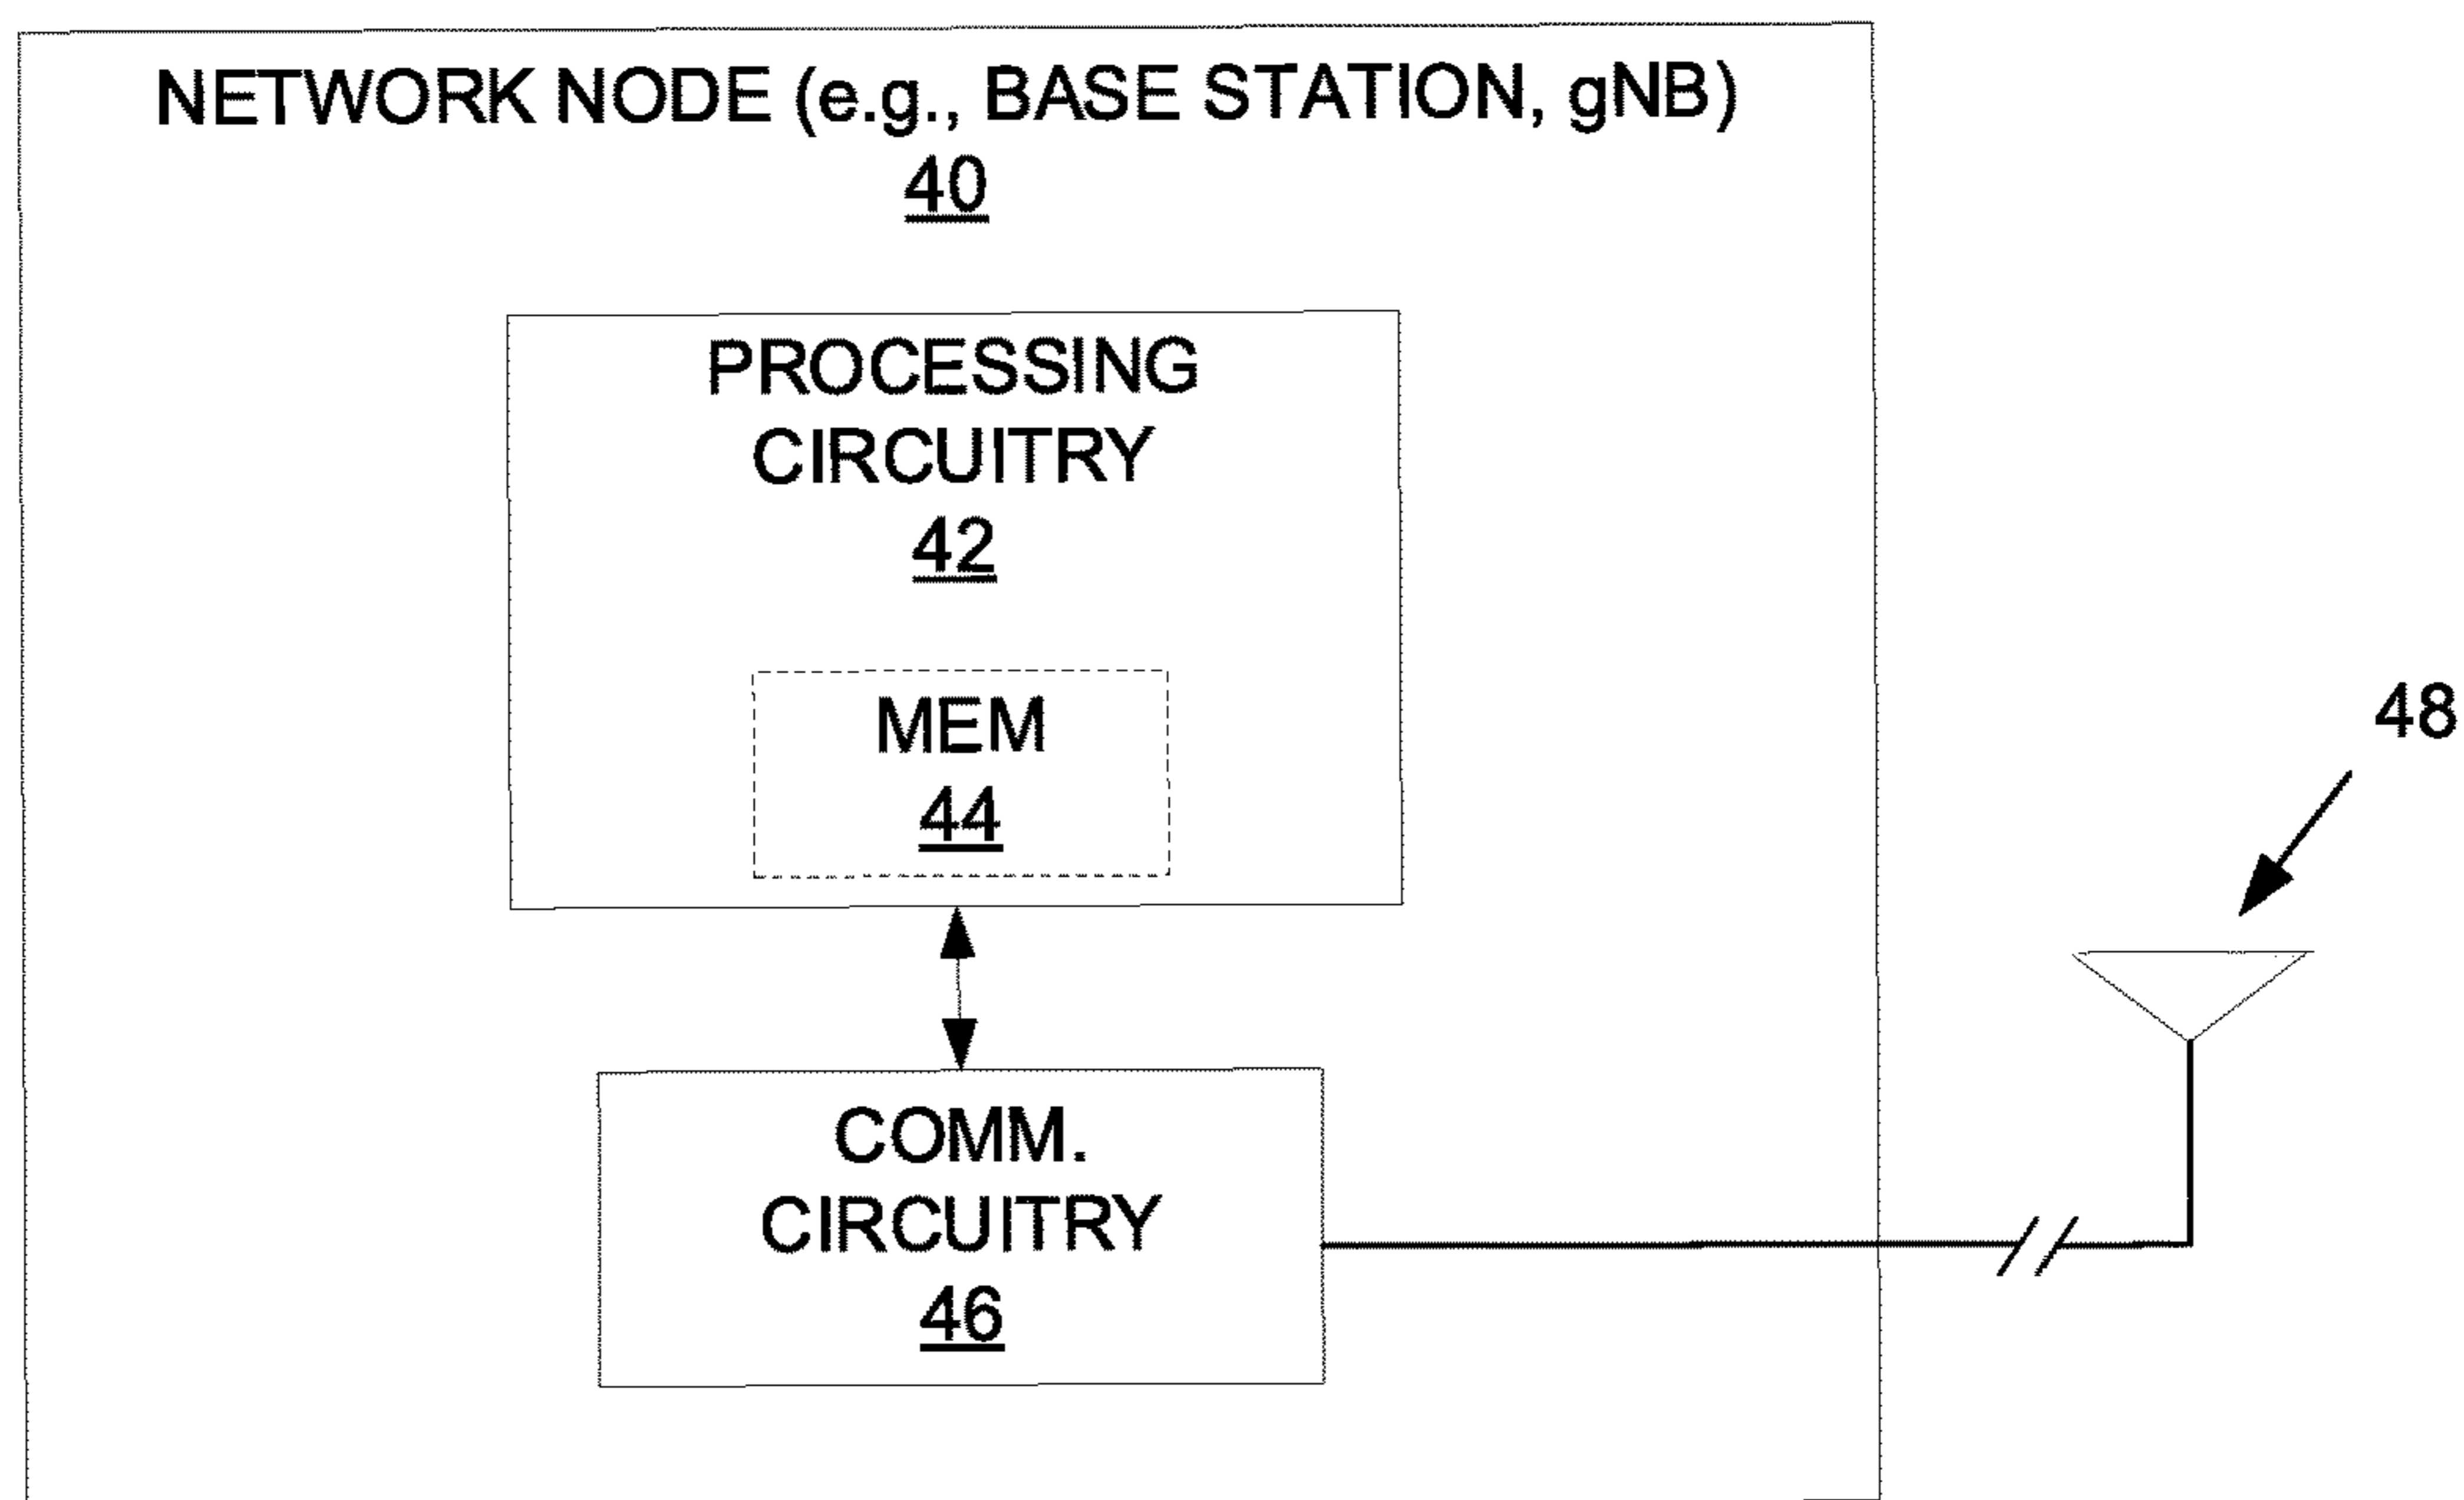 NETWORK NODE (e.g., BASE STATION, gNB)
40
PROCESSING
CIRCUITRY
42
MEM
44
48
COMM.
CIRCUITRY
46